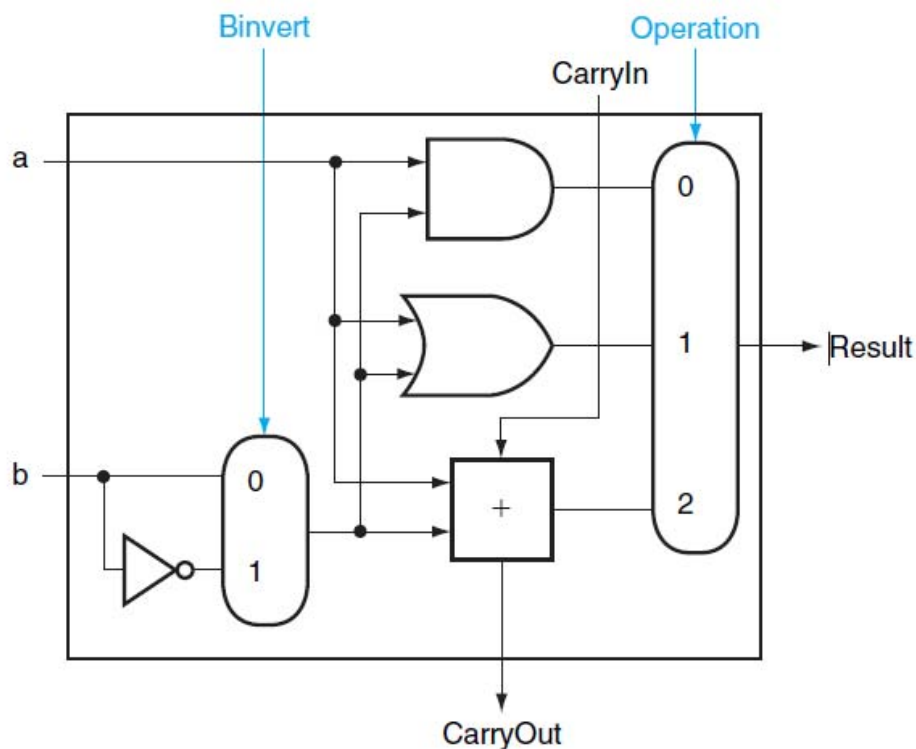 Binvert
Operation
CarryIn
a
0
1
Result
b
0
2
+
1
CarryOut